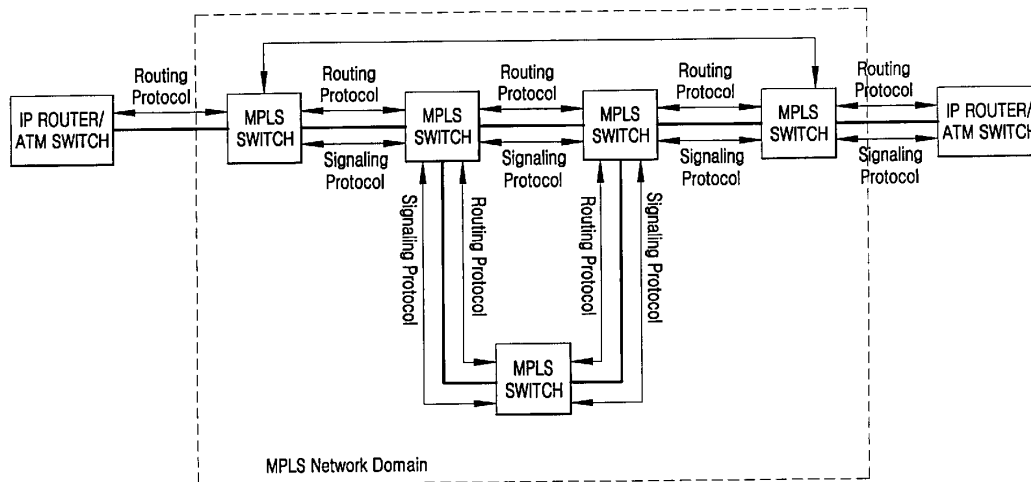 Routing
Protocol
Routing
Protocol
Routing
Protocol
Routing
Protocol
Routing
Protocol
IP ROUTER/
ATM SWITCH
MPLS
SWITCH
MPLS
SWITCH
MPLS
SWITCH
MPLS
SWITCH
IP ROUTER/
ATM SWITCH
Signaling
Protocol
Signaling
Protocol
Signaling
Protocol
Signaling
Protocol
Signaling Protocol
Routing Protocol
Routing Protocol
Signaling Protocol
MPLS
SWITCH
MPLS Network Domain